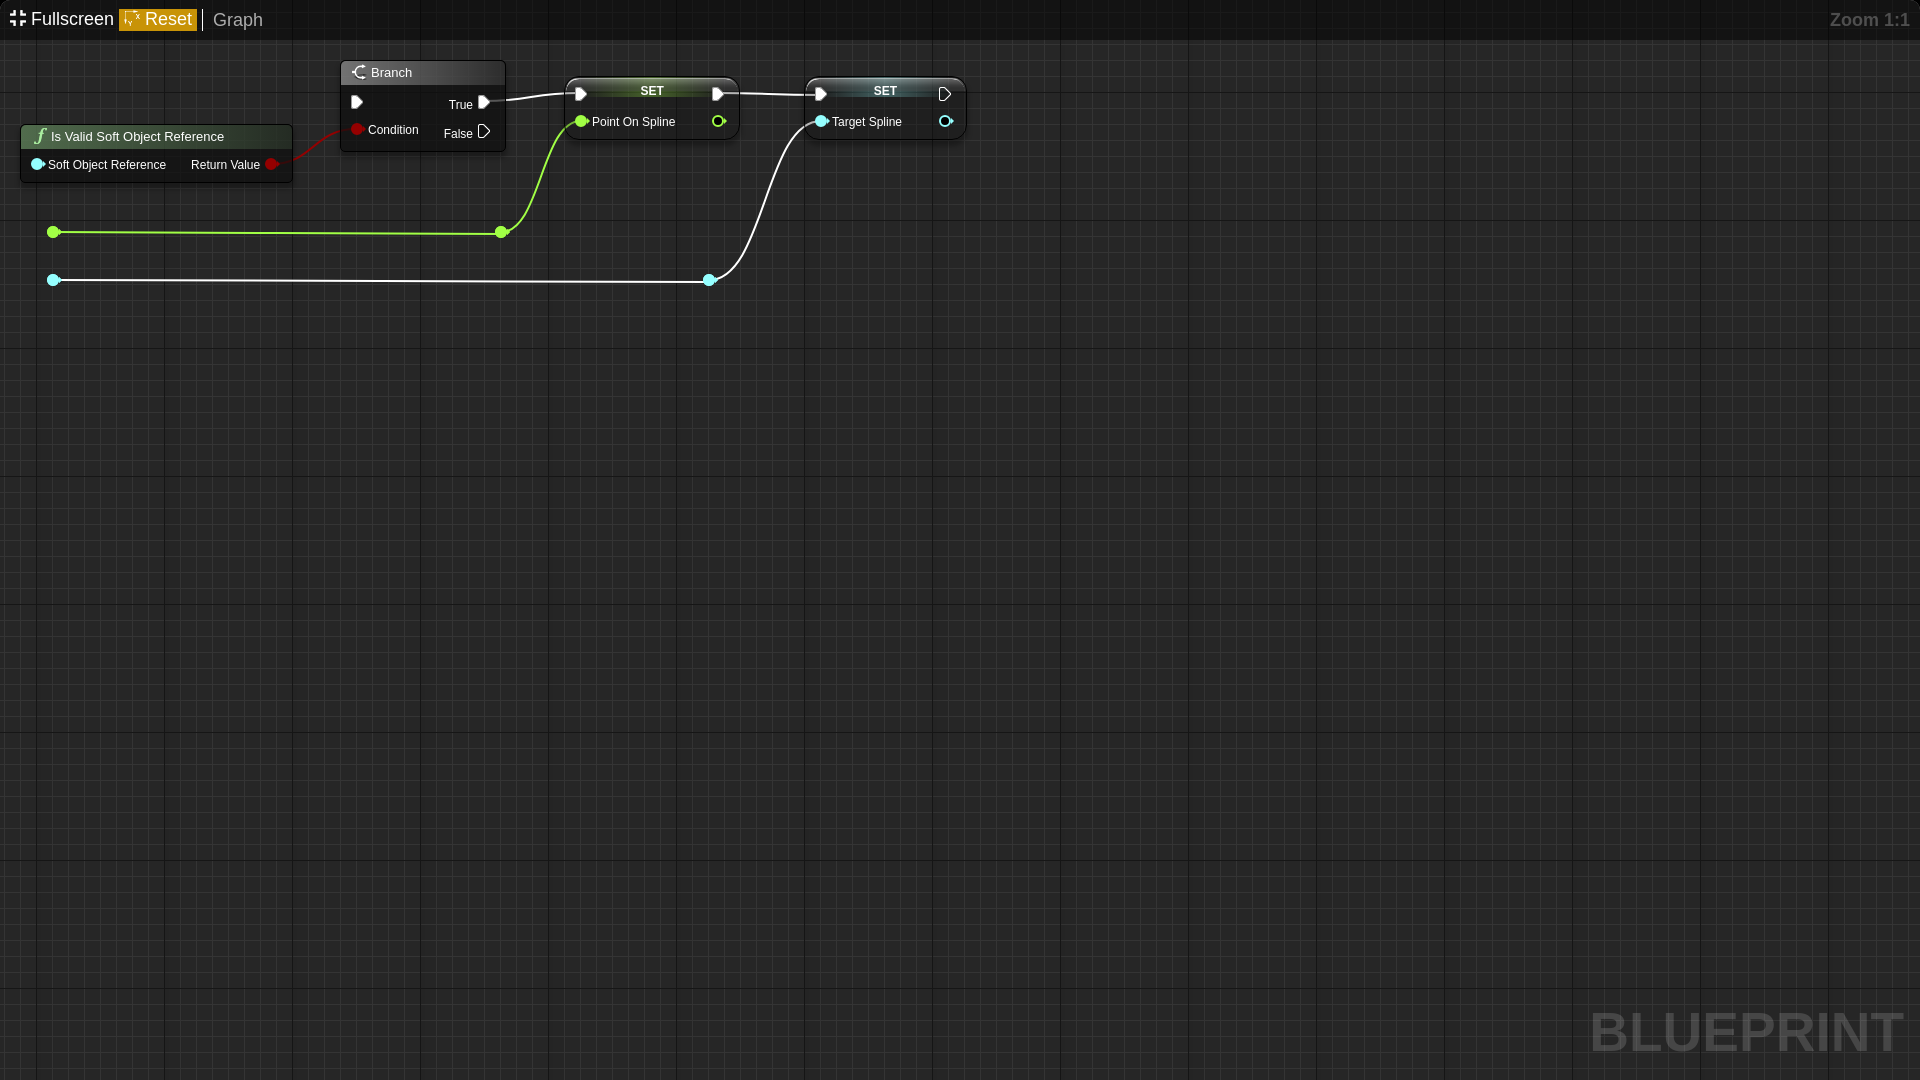 Fullscreen Reset Graph Zoom 1:1
Branch
True
Condition
False
SET
Point On Spline
SET
Target Spline
Is Valid Soft Object Reference
Soft Object Reference Return Value
BLUEPRINT